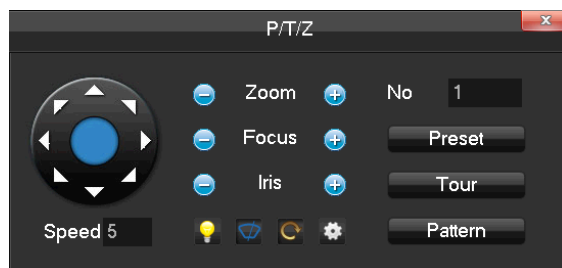 P/T/Z
x
Zoom No 1
Focus Preset
Iris Tour
Speed 5 Pattern